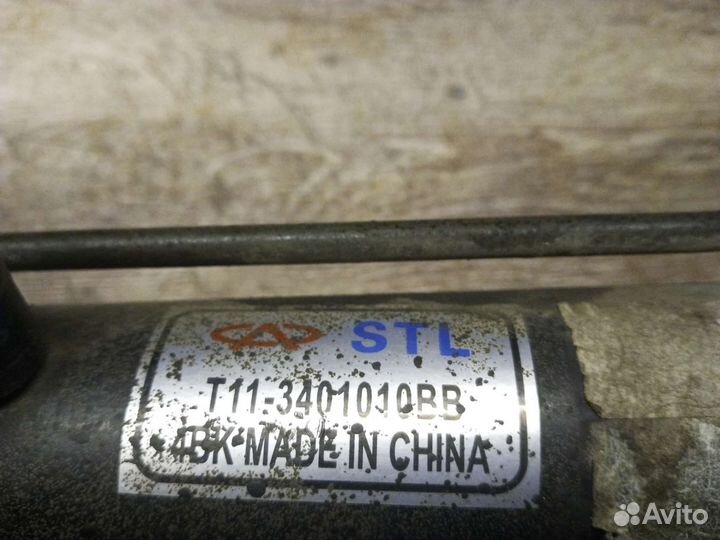 STL
T11-3401010BB
4BK MADE IN CHINA
Avito